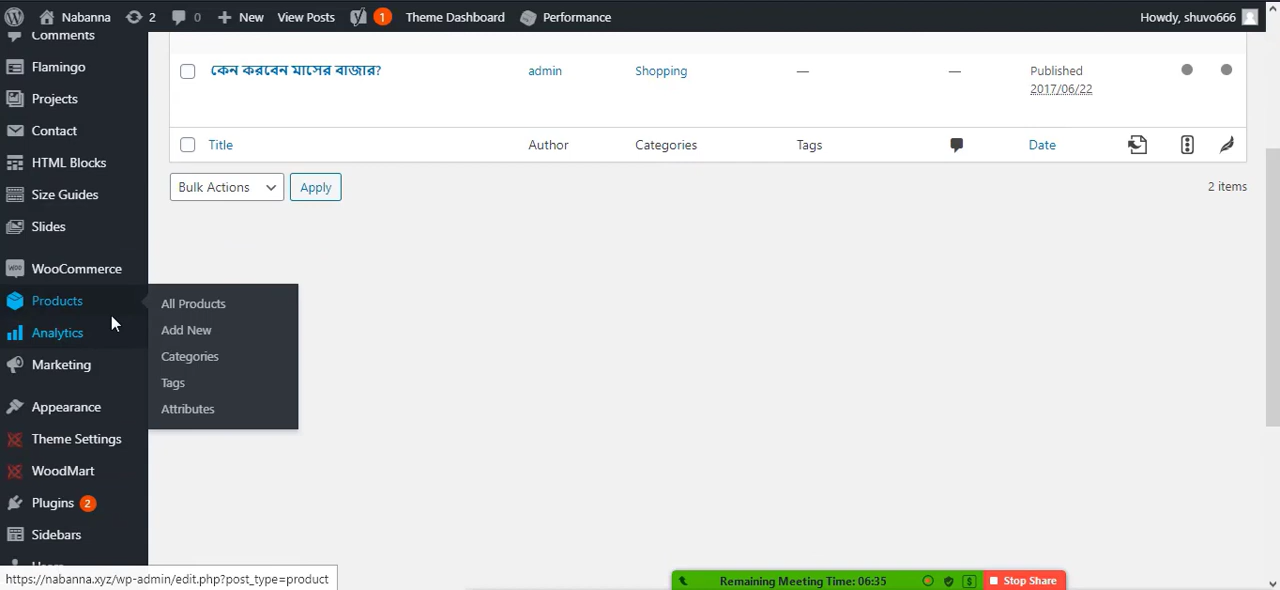 Nabanna 2 0 New View Posts 1 Theme Dashboard Performance Howdy, shuvo666
Comments
Flamingo
Projects
Contact
HTML Blocks
Size Guides
Slides
WooCommerce
Products
Analytics
Marketing
Appearance
Theme Settings
WoodMart
Plugins 2
Sidebars
All Products
Add New
Categories
Tags
Attributes
কেন করবেন মাসের বাজার? admin Shopping — — Published
2017/06/22
Title Author Categories Tags Date
Bulk Actions Apply 2 items
https://nabanna.xyz/wp-admin/edit.php?post_type=product
Remaining Meeting Time: 06:35 Stop Share